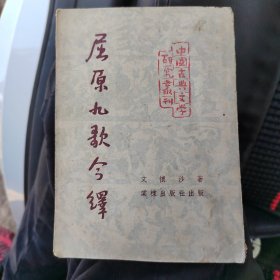 屈原九歌今繹
中國古典文學
研究叢刊
文懷沙著
棠棣出版社出版